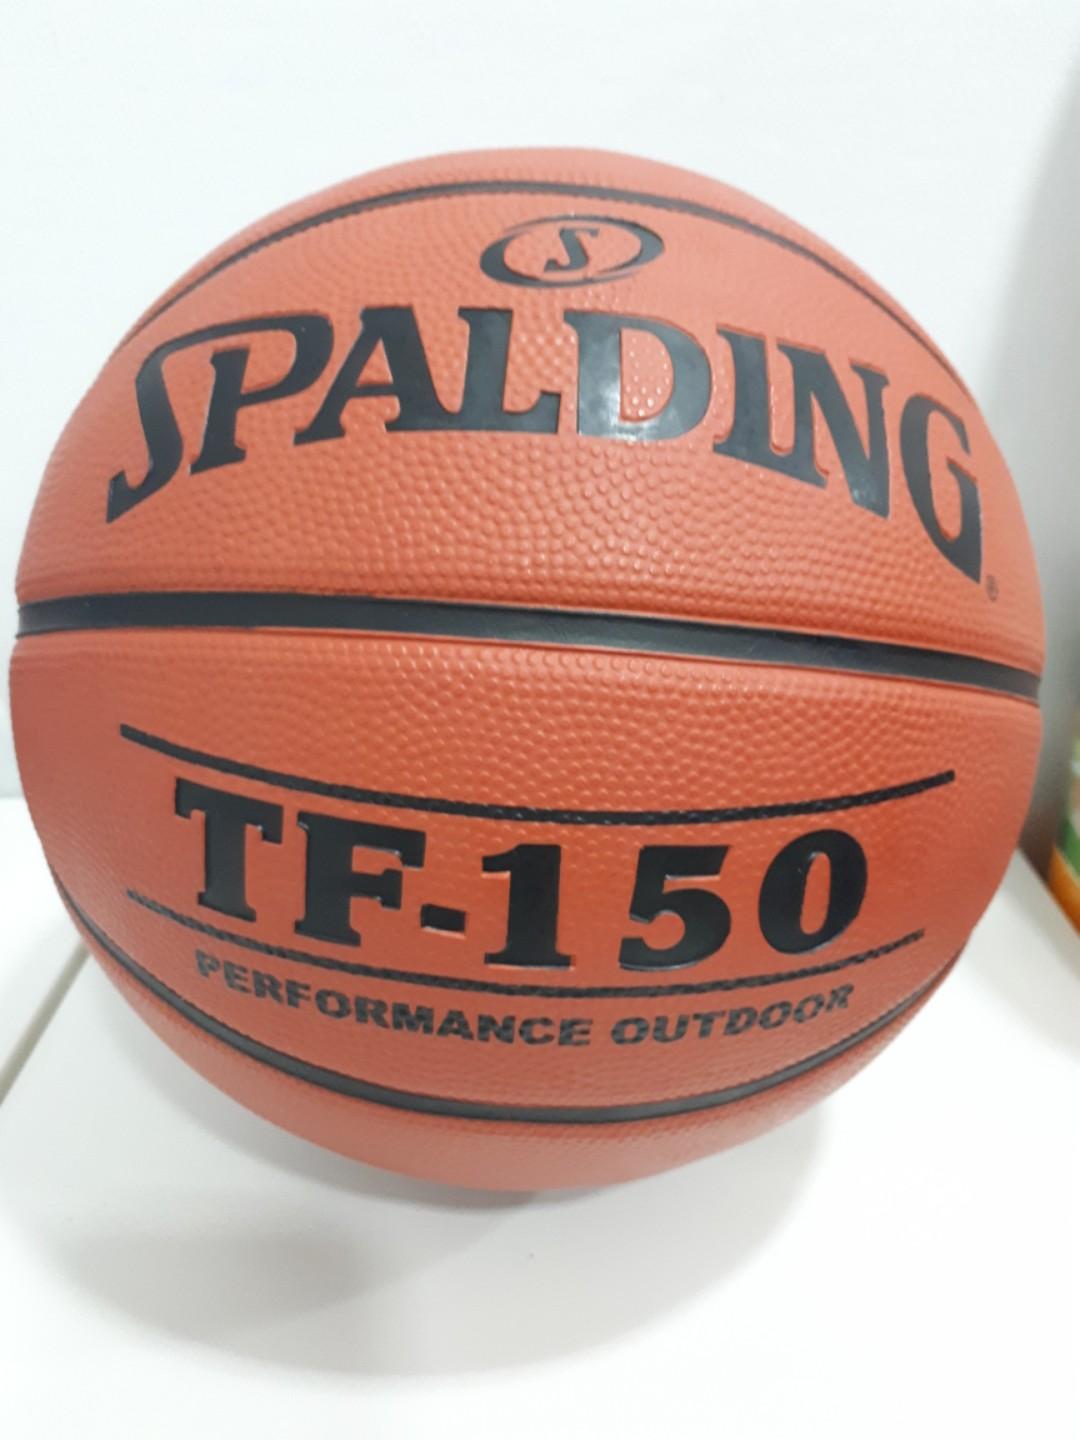 S
SPALDING®
TF-150
PERFORMANCE OUTDOOR